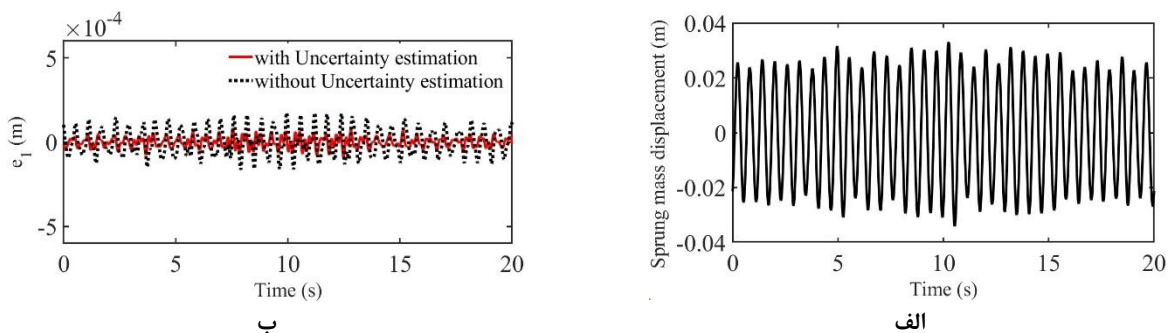 ×10⁻⁴
5
0
-5
e₁ (m)
with Uncertainty estimation
without Uncertainty estimation
0 5 10 15 20
Time (s)
ب
0.04
0.02
0
-0.02
-0.04
Sprung mass displacement (m)
0 5 10 15 20
Time (s)
الف